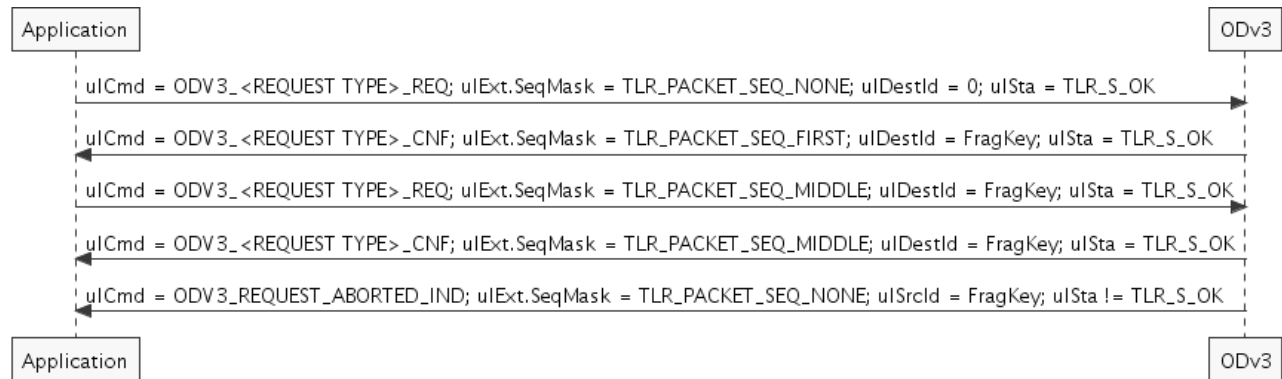 Application ODv3
ulCmd = ODV3_<REQUEST TYPE>_REQ; ulExt.SeqMask = TLR_PACKET_SEQ_NONE; ulDestId = 0; ulSta = TLR_S_OK
ulCmd = ODV3_<REQUEST TYPE>_CNF; ulExt.SeqMask = TLR_PACKET_SEQ_FIRST; ulDestId = FragKey; ulSta = TLR_S_OK
ulCmd = ODV3_<REQUEST TYPE>_REQ; ulExt.SeqMask = TLR_PACKET_SEQ_MIDDLE; ulDestId = FragKey; ulSta = TLR_S_OK
ulCmd = ODV3_<REQUEST TYPE>_CNF; ulExt.SeqMask = TLR_PACKET_SEQ_MIDDLE; ulDestId = FragKey; ulSta = TLR_S_OK
ulCmd = ODV3_REQUEST_ABORTED_IND; ulExt.SeqMask = TLR_PACKET_SEQ_NONE; ulSrcId = FragKey; ulSta != TLR_S_OK
Application ODv3